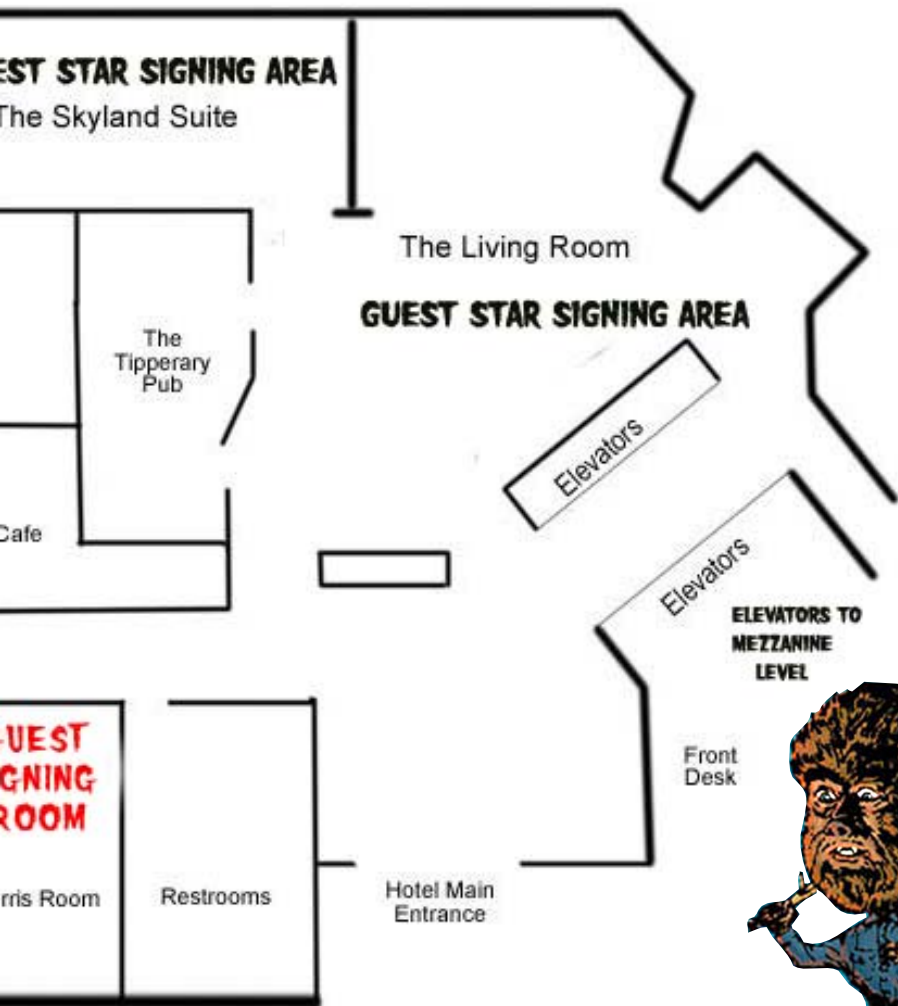 EST STAR SIGNING AREA
The Skyland Suite
The Living Room
GUEST STAR SIGNING AREA
The
Tipperary
Pub
Elevators
Cafe
Elevators
ELEVATORS TO
MEZZANINE
LEVEL
UEST
GNING
ROOM
Front
Desk
rris Room
Restrooms
Hotel Main
Entrance